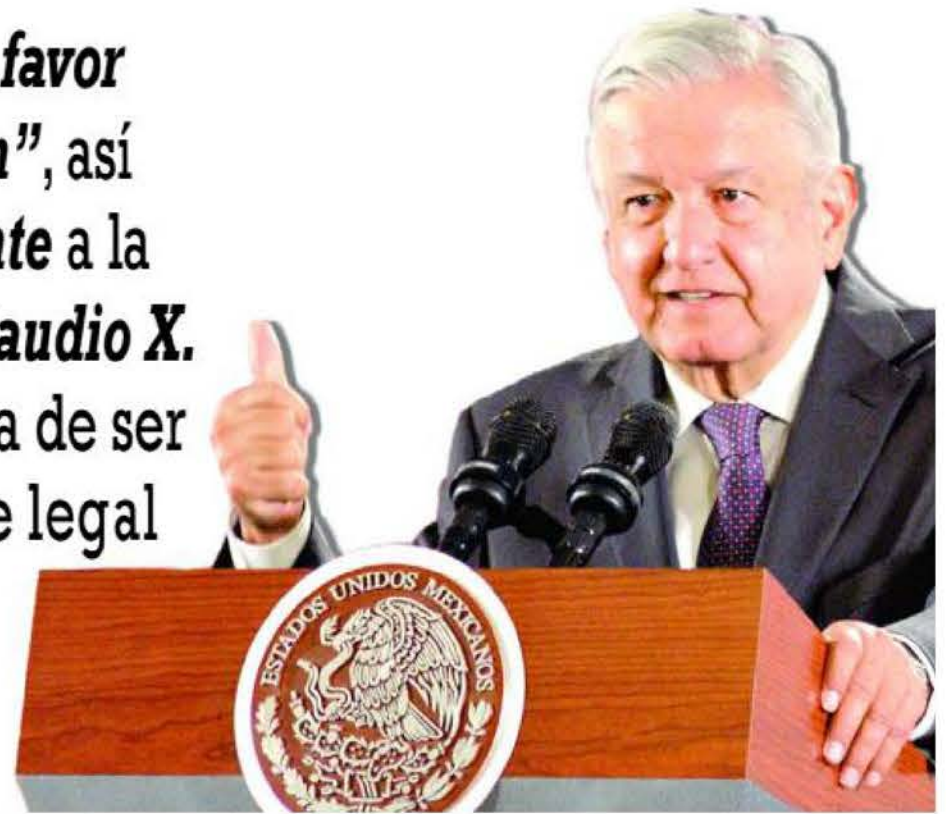 favor
”, así
a la
audio X.
a de ser
legal
ESTADOS UNIDOS MEXICANOS